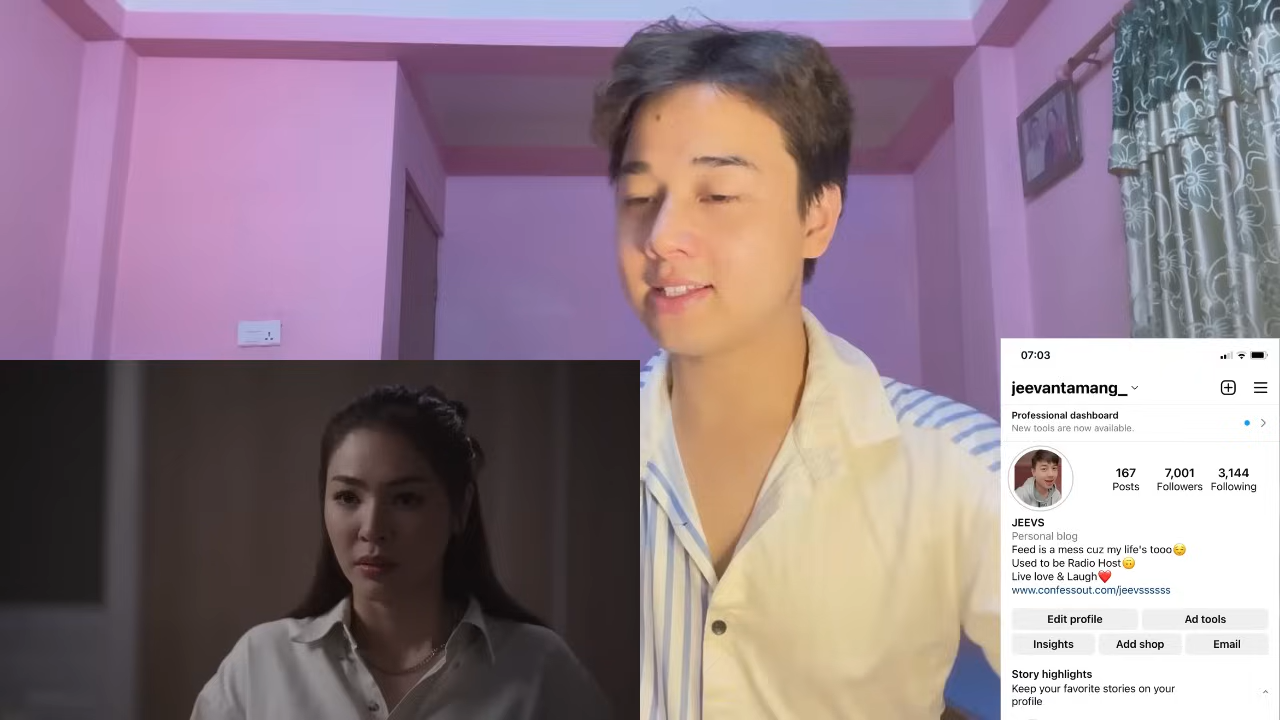 07:03
jeevantamang_
Professional dashboard
New tools are now available.
167 7,001 3,144
Posts Followers Following
JEEVS
Personal blog
Feed is a mess cuz my life's tooo😌
Used to be Radio Host🙃
Live love & Laugh❤️
www.confessout.com/jeevssssss
Edit profile Ad tools
Insights Add shop Email
Story highlights
Keep your favorite stories on your
profile